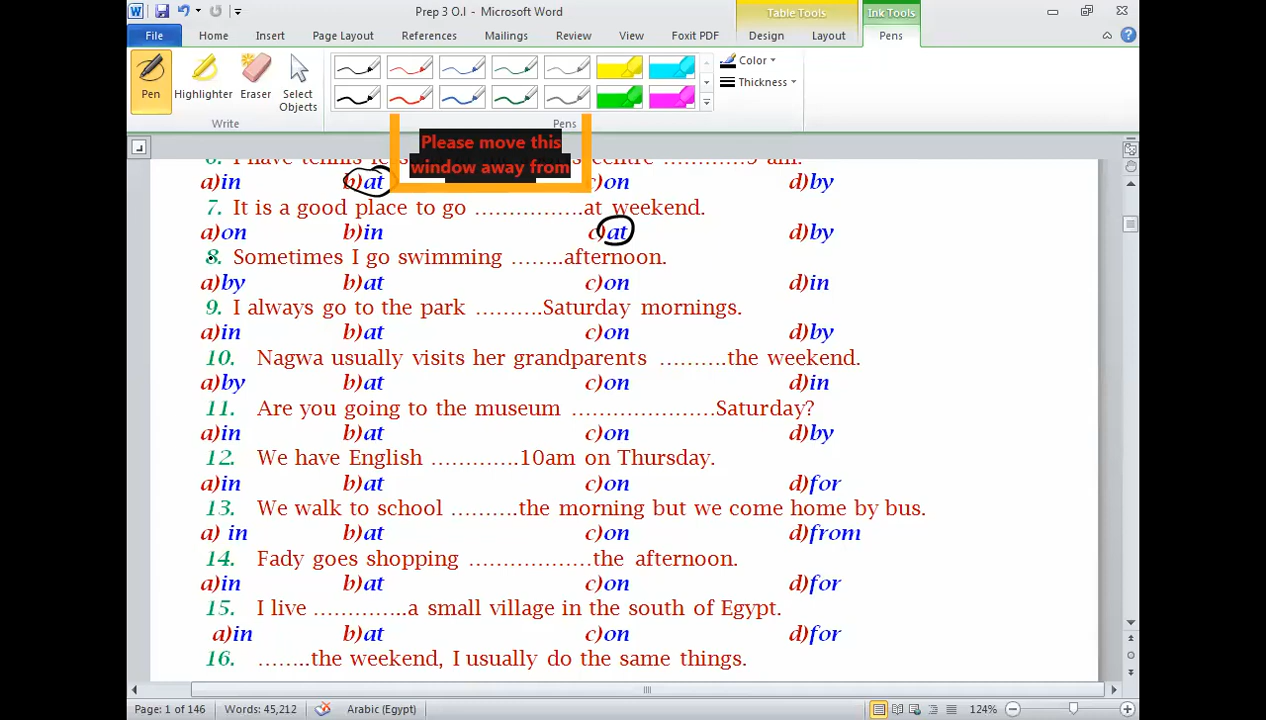 Prep 3 O.I - Microsoft Word
Table Tools
Ink Tools
File Home Insert Page Layout References Mailings Review View Foxit PDF Design Layout Pens
Pen Highlighter Eraser Select Objects
Color
Thickness
Write
Pens
Please move this
window away from
a)in b)at c)on d)by
7. It is a good place to go …………….at weekend.
a)on b)in c)at d)by
8. Sometimes I go swimming ……..afternoon.
a)by b)at c)on d)in
9. I always go to the park ……….Saturday mornings.
a)in b)at c)on d)by
10. Nagwa usually visits her grandparents ……….the weekend.
a)by b)at c)on d)in
11. Are you going to the museum …………………Saturday?
a)in b)at c)on d)by
12. We have English ………….10am on Thursday.
a)in b)at c)on d)for
13. We walk to school ……….the morning but we come home by bus.
a) in b)at c)on d)from
14. Fady goes shopping ………………the afternoon.
a)in b)at c)on d)for
15. I live …………..a small village in the south of Egypt.
a)in b)at c)on d)for
16. ……..the weekend, I usually do the same things.
Page: 1 of 146 Words: 45,212 Arabic (Egypt) 124%